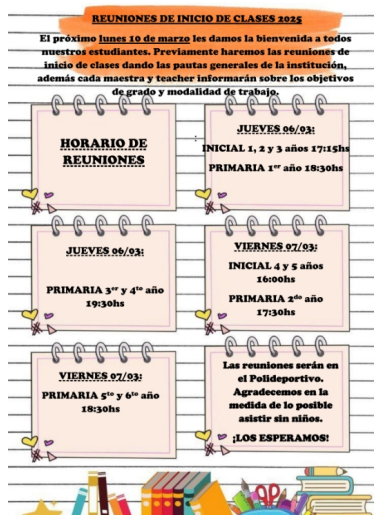 REUNIONES DE INICIO DE CLASES 2025
El próximo lunes 10 de marzo les damos la bienvenida a todos
nuestros estudiantes. Previamente haremos las reuniones de
inicio de clases dando las pautas generales de la institución,
además cada maestra y teacher informarán sobre los objetivos
de grado y modalidad de trabajo.
HORARIO DE
REUNIONES
JUEVES 06/03:
INICIAL 1, 2 y 3 años 17:15hs
PRIMARIA 1er año 18:30hs
JUEVES 06/03:
PRIMARIA 3er y 4to año
19:30hs
VIERNES 07/03:
INICIAL 4 y 5 años
16:00hs
PRIMARIA 2do año
17:30hs
VIERNES 07/03:
PRIMARIA 5to y 6to año
18:30hs
Las reuniones serán en
el Polideportivo.
Agradecemos en la
medida de lo posible
asistir sin niños.
¡LOS ESPERAMOS!